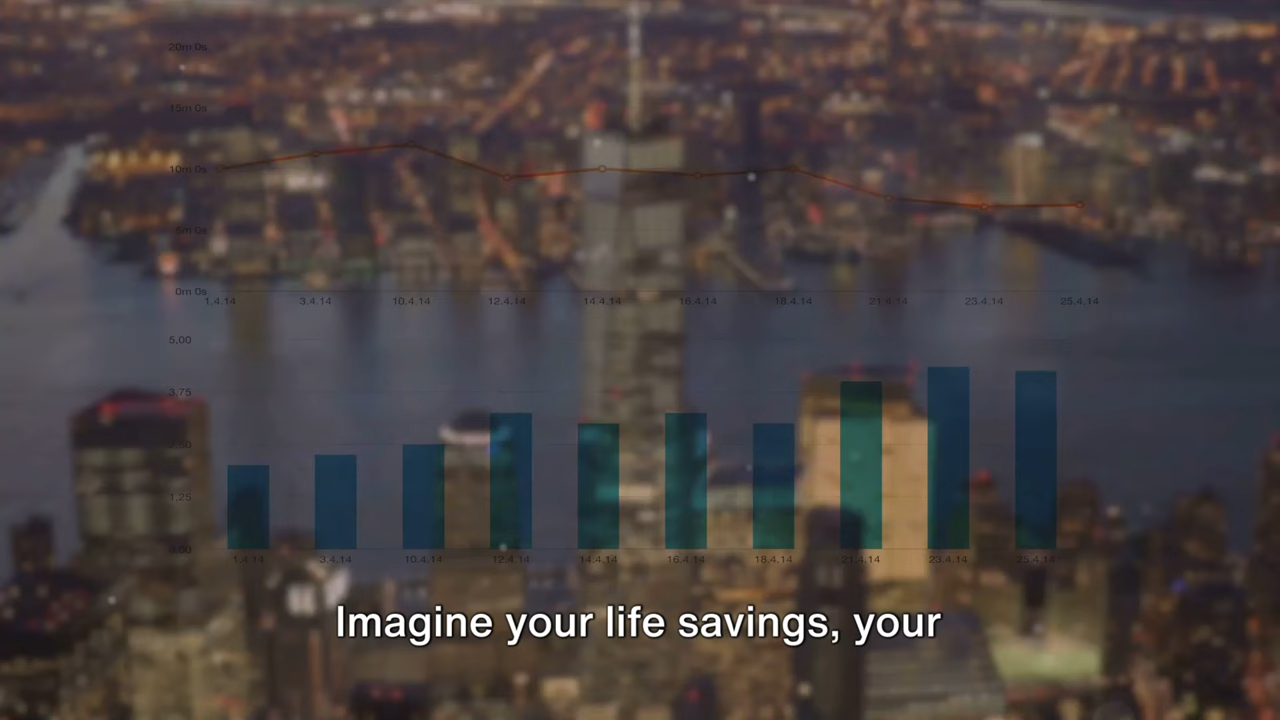 20m 0s
15m 0s
10m 0s
5m 0s
0m 0s
1.4.14 3.4.14 10.4.14 12.4.14 14.4.14 16.4.14 18.4.14 21.4.14 23.4.14 25.4.14
5,00
3,75
2,50
1,25
0,00
1.4.14 3.4.14 10.4.14 12.4.14 14.4.14 16.4.14 18.4.14 21.4.14 23.4.14 25.4.14
Imagine your life savings, your